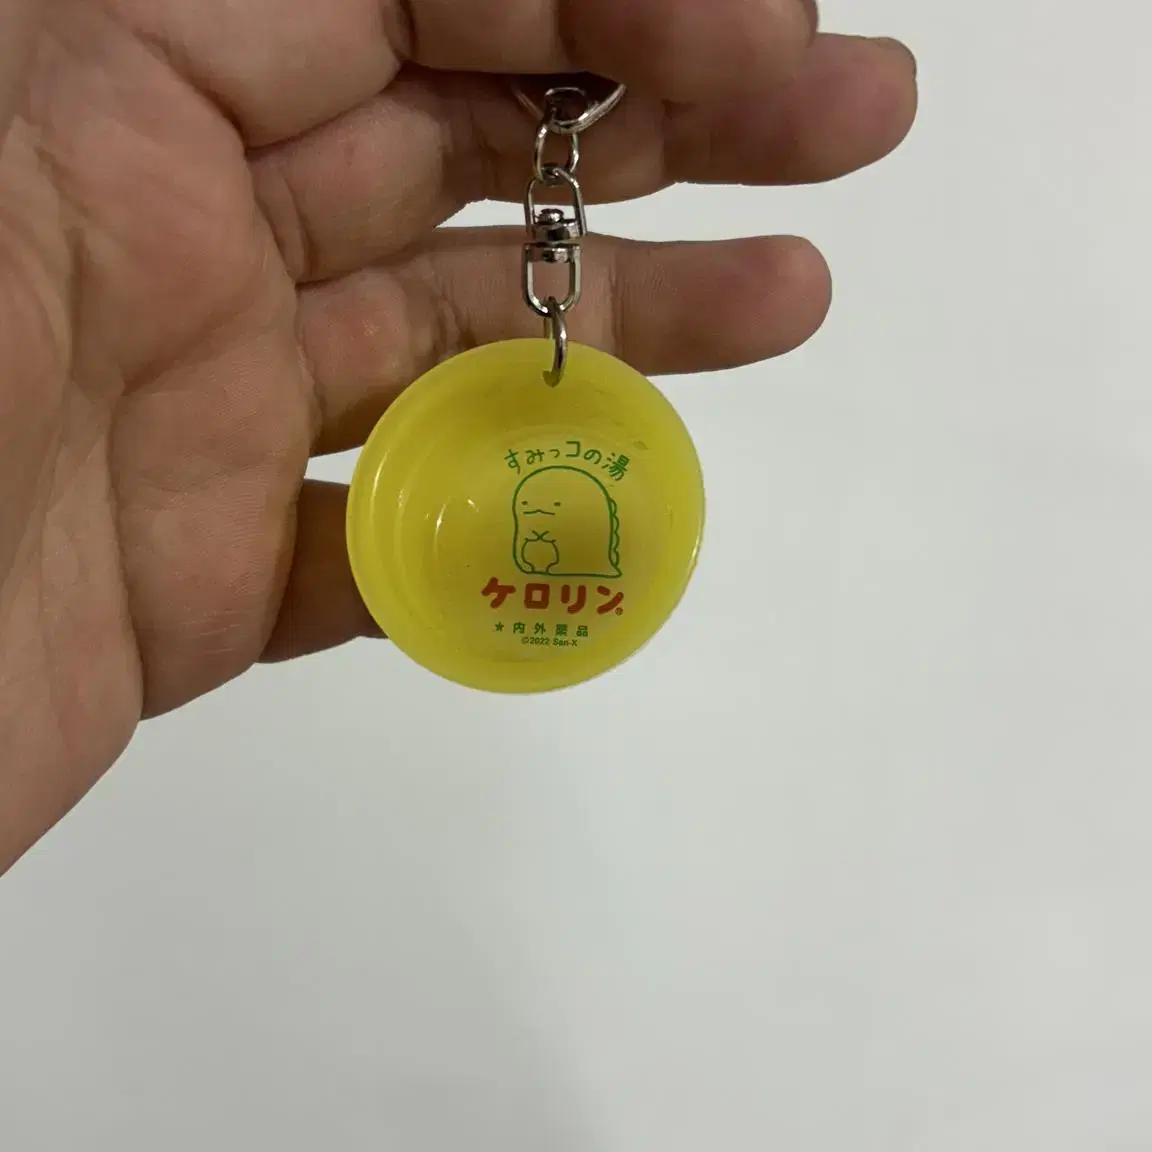 すみっコの湯
ケロリン®
★内外薬品
©2022 San-X